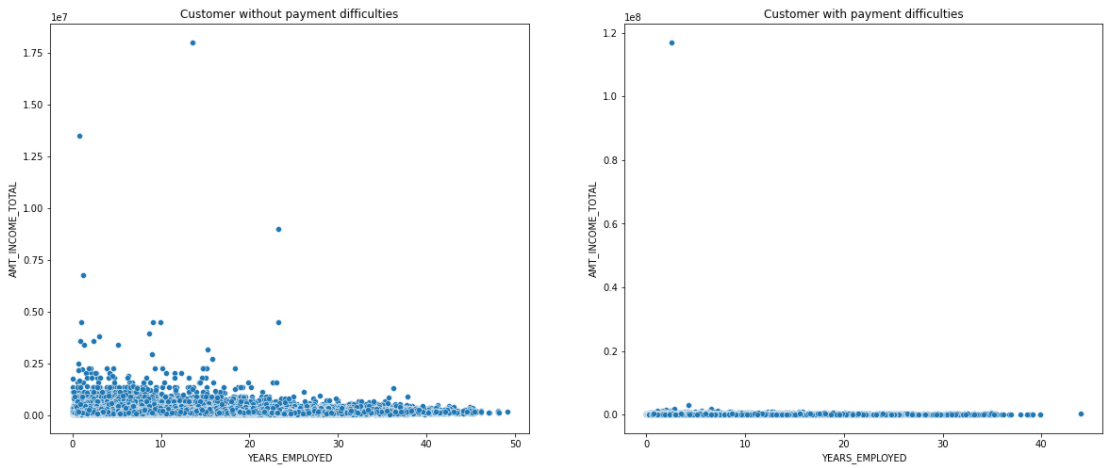 Customer without payment difficulties
1e7
1.75
1.50
1.25
1.00
0.75
0.50
0.25
0.00
AMT_INCOME_TOTAL
0 10 20 30 40 50
YEARS_EMPLOYED
Customer with payment difficulties
1e8
1.2
1.0
0.8
0.6
0.4
0.2
0.0
AMT_INCOME_TOTAL
0 10 20 30 40
YEARS_EMPLOYED